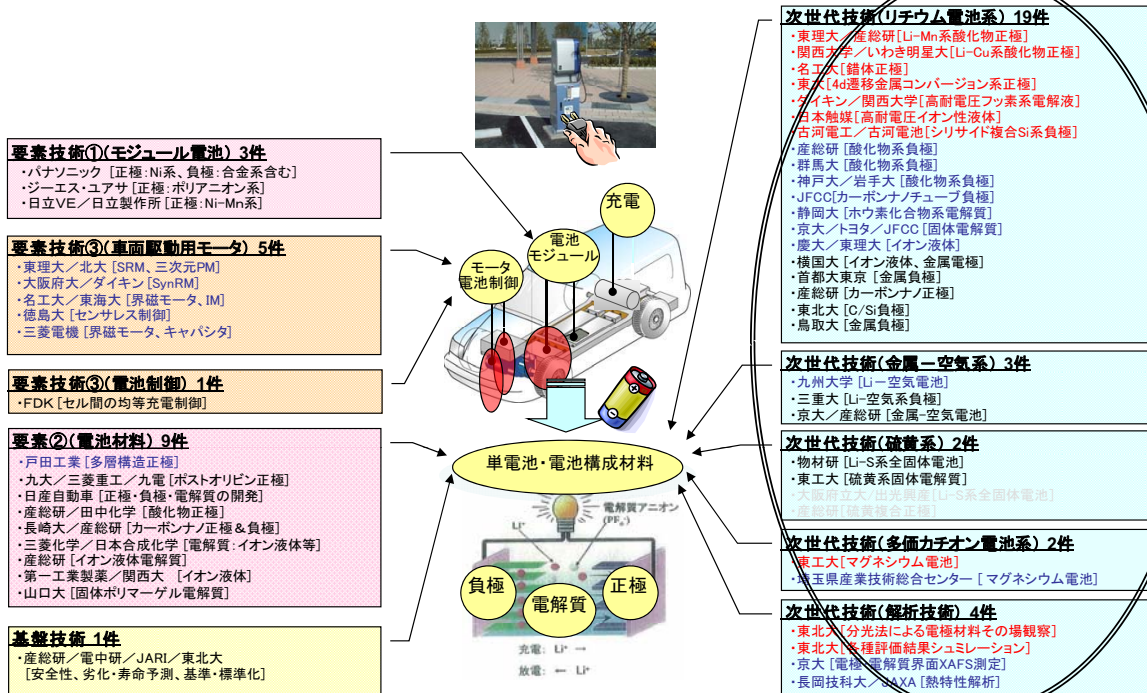 要素技術①(モジュール電池) 3件
・パナソニック [正極:Ni系、負極:合金系含む]
・ジーエス・ユアサ [正極:ポリアニオン系]
・日立VE/日立製作所 [正極:Ni-Mn系]
要素技術③(車両駆動用モータ) 5件
・東理大/北大 [SRM、三次元PM]
・大阪府大/ダイキン [SynRM]
・名工大/東海大 [界磁モータ、IM]
・徳島大 [センサレス制御]
・三菱電機 [界磁モータ、キャパシタ]
要素技術③(電池制御) 1件
・FDK [セル間の均等充電制御]
要素②(電池材料) 9件
・戸田工業 [多層構造正極]
・九大/三菱重工/九電 [ポストオリビン正極]
・日産自動車 [正極・負極・電解質の開発]
・産総研/田中化学 [酸化物正極]
・長崎大/産総研 [カーボンナノ正極&負極]
・三菱化学/日本合成化学 [電解質:イオン液体等]
・産総研 [イオン液体電解質]
・第一工業製薬/関西大 [イオン液体]
・山口大 [固体ポリマーゲル電解質]
基盤技術 1件
・産総研/電中研/JARI/東北大
[安全性、劣化・寿命予測、基準・標準化]
充電
電池
モジュール
モータ
電池制御
単電池・電池構成材料
電解質アニオン
(PF₆⁻)
Li⁺
負極
電解質
正極
充電: Li⁺ →
放電: ← Li⁺
次世代技術(リチウム電池系) 19件
・東理大/産総研[Li-Mn系酸化物正極]
・関西大学/いわき明星大[Li-Cu系酸化物正極]
・名工大[錯体正極]
・東大[4d遷移金属コンバージョン系正極]
・ダイキン/関西大学[高耐電圧フッ素系電解液]
・日本触媒[高耐電圧イオン性液体]
・古河電工/古河電池[シリサイド複合Si系負極]
・産総研 [酸化物系負極]
・群馬大 [酸化物系負極]
・神戸大/岩手大 [酸化物系負極]
・JFCC[カーボンナノチューブ負極]
・静岡大 [ホウ素化合物系電解質]
・京大/トヨタ/JFCC [固体電解質]
・慶大/東理大 [イオン液体]
・横国大 [イオン液体、金属電極]
・首都大東京 [金属負極]
・産総研 [カーボンナノ正極]
・東北大 [C/Si負極]
・鳥取大 [金属負極]
次世代技術(金属-空気系) 3件
・九州大学 [Li-空気電池]
・三重大 [Li-空気系負極]
・京大/産総研 [金属-空気電池]
次世代技術(硫黄系) 2件
・物材研 [Li-S系全固体電池]
・東工大 [硫黄系固体電解質]
・大阪府立大/出光興産[Li-S系全固体電池]
・産総研[硫黄複合正極]
次世代技術(多価カチオン電池系) 2件
・東工大[マグネシウム電池]
・埼玉県産業技術総合センター [ マグネシウム電池]
次世代技術(解析技術) 4件
・東北大[分光法による電極材料その場観察]
・東北大[各種評価結果シュミレーション]
・京大 [電極・電解質界面XAFS測定]
・長岡技科大/JAXA [熱特性解析]